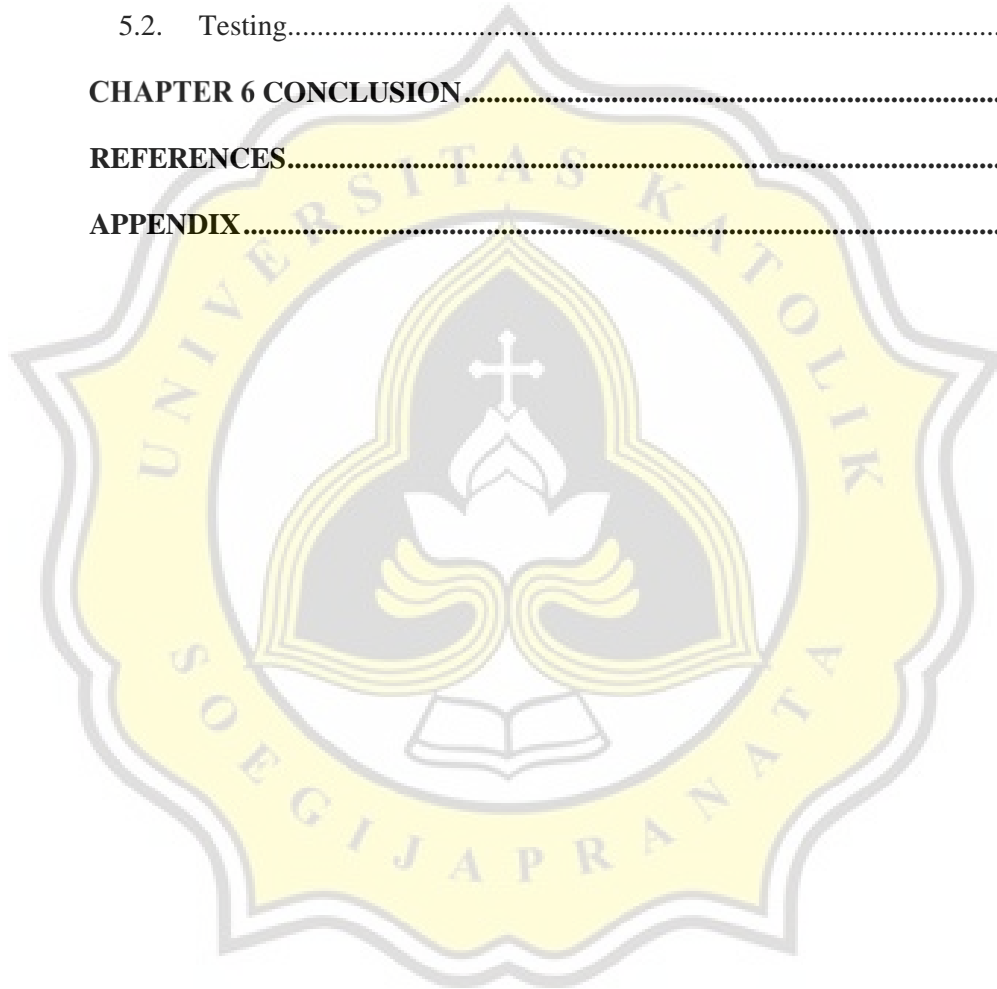 5.2. Testing................................................................................................
CHAPTER 6 CONCLUSION................................................................................
REFERENCES................................................................................................
APPENDIX................................................................................................
UNIVERSITAS KATOLIK
SOEGIJAPRANATA